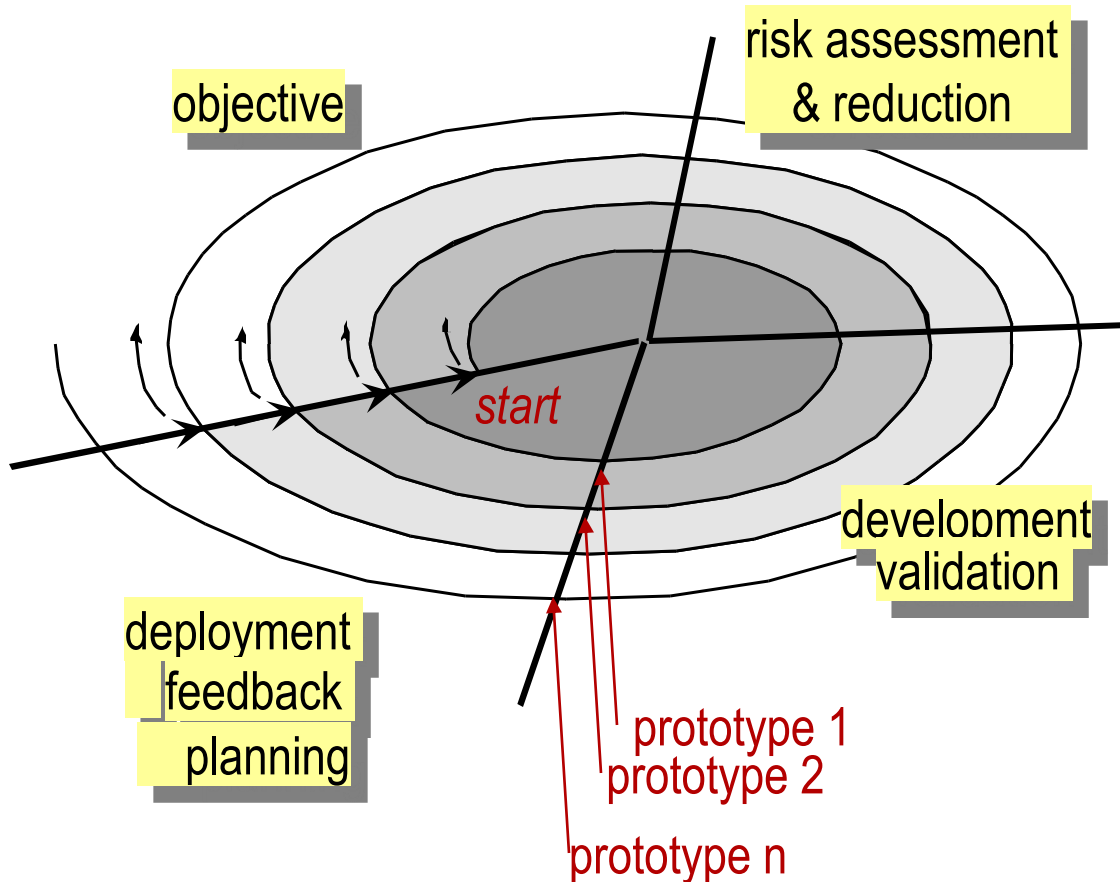 risk assessment
& reduction
objective
start
development
validation
deployment
feedback
planning
prototype 1
prototype 2
prototype n